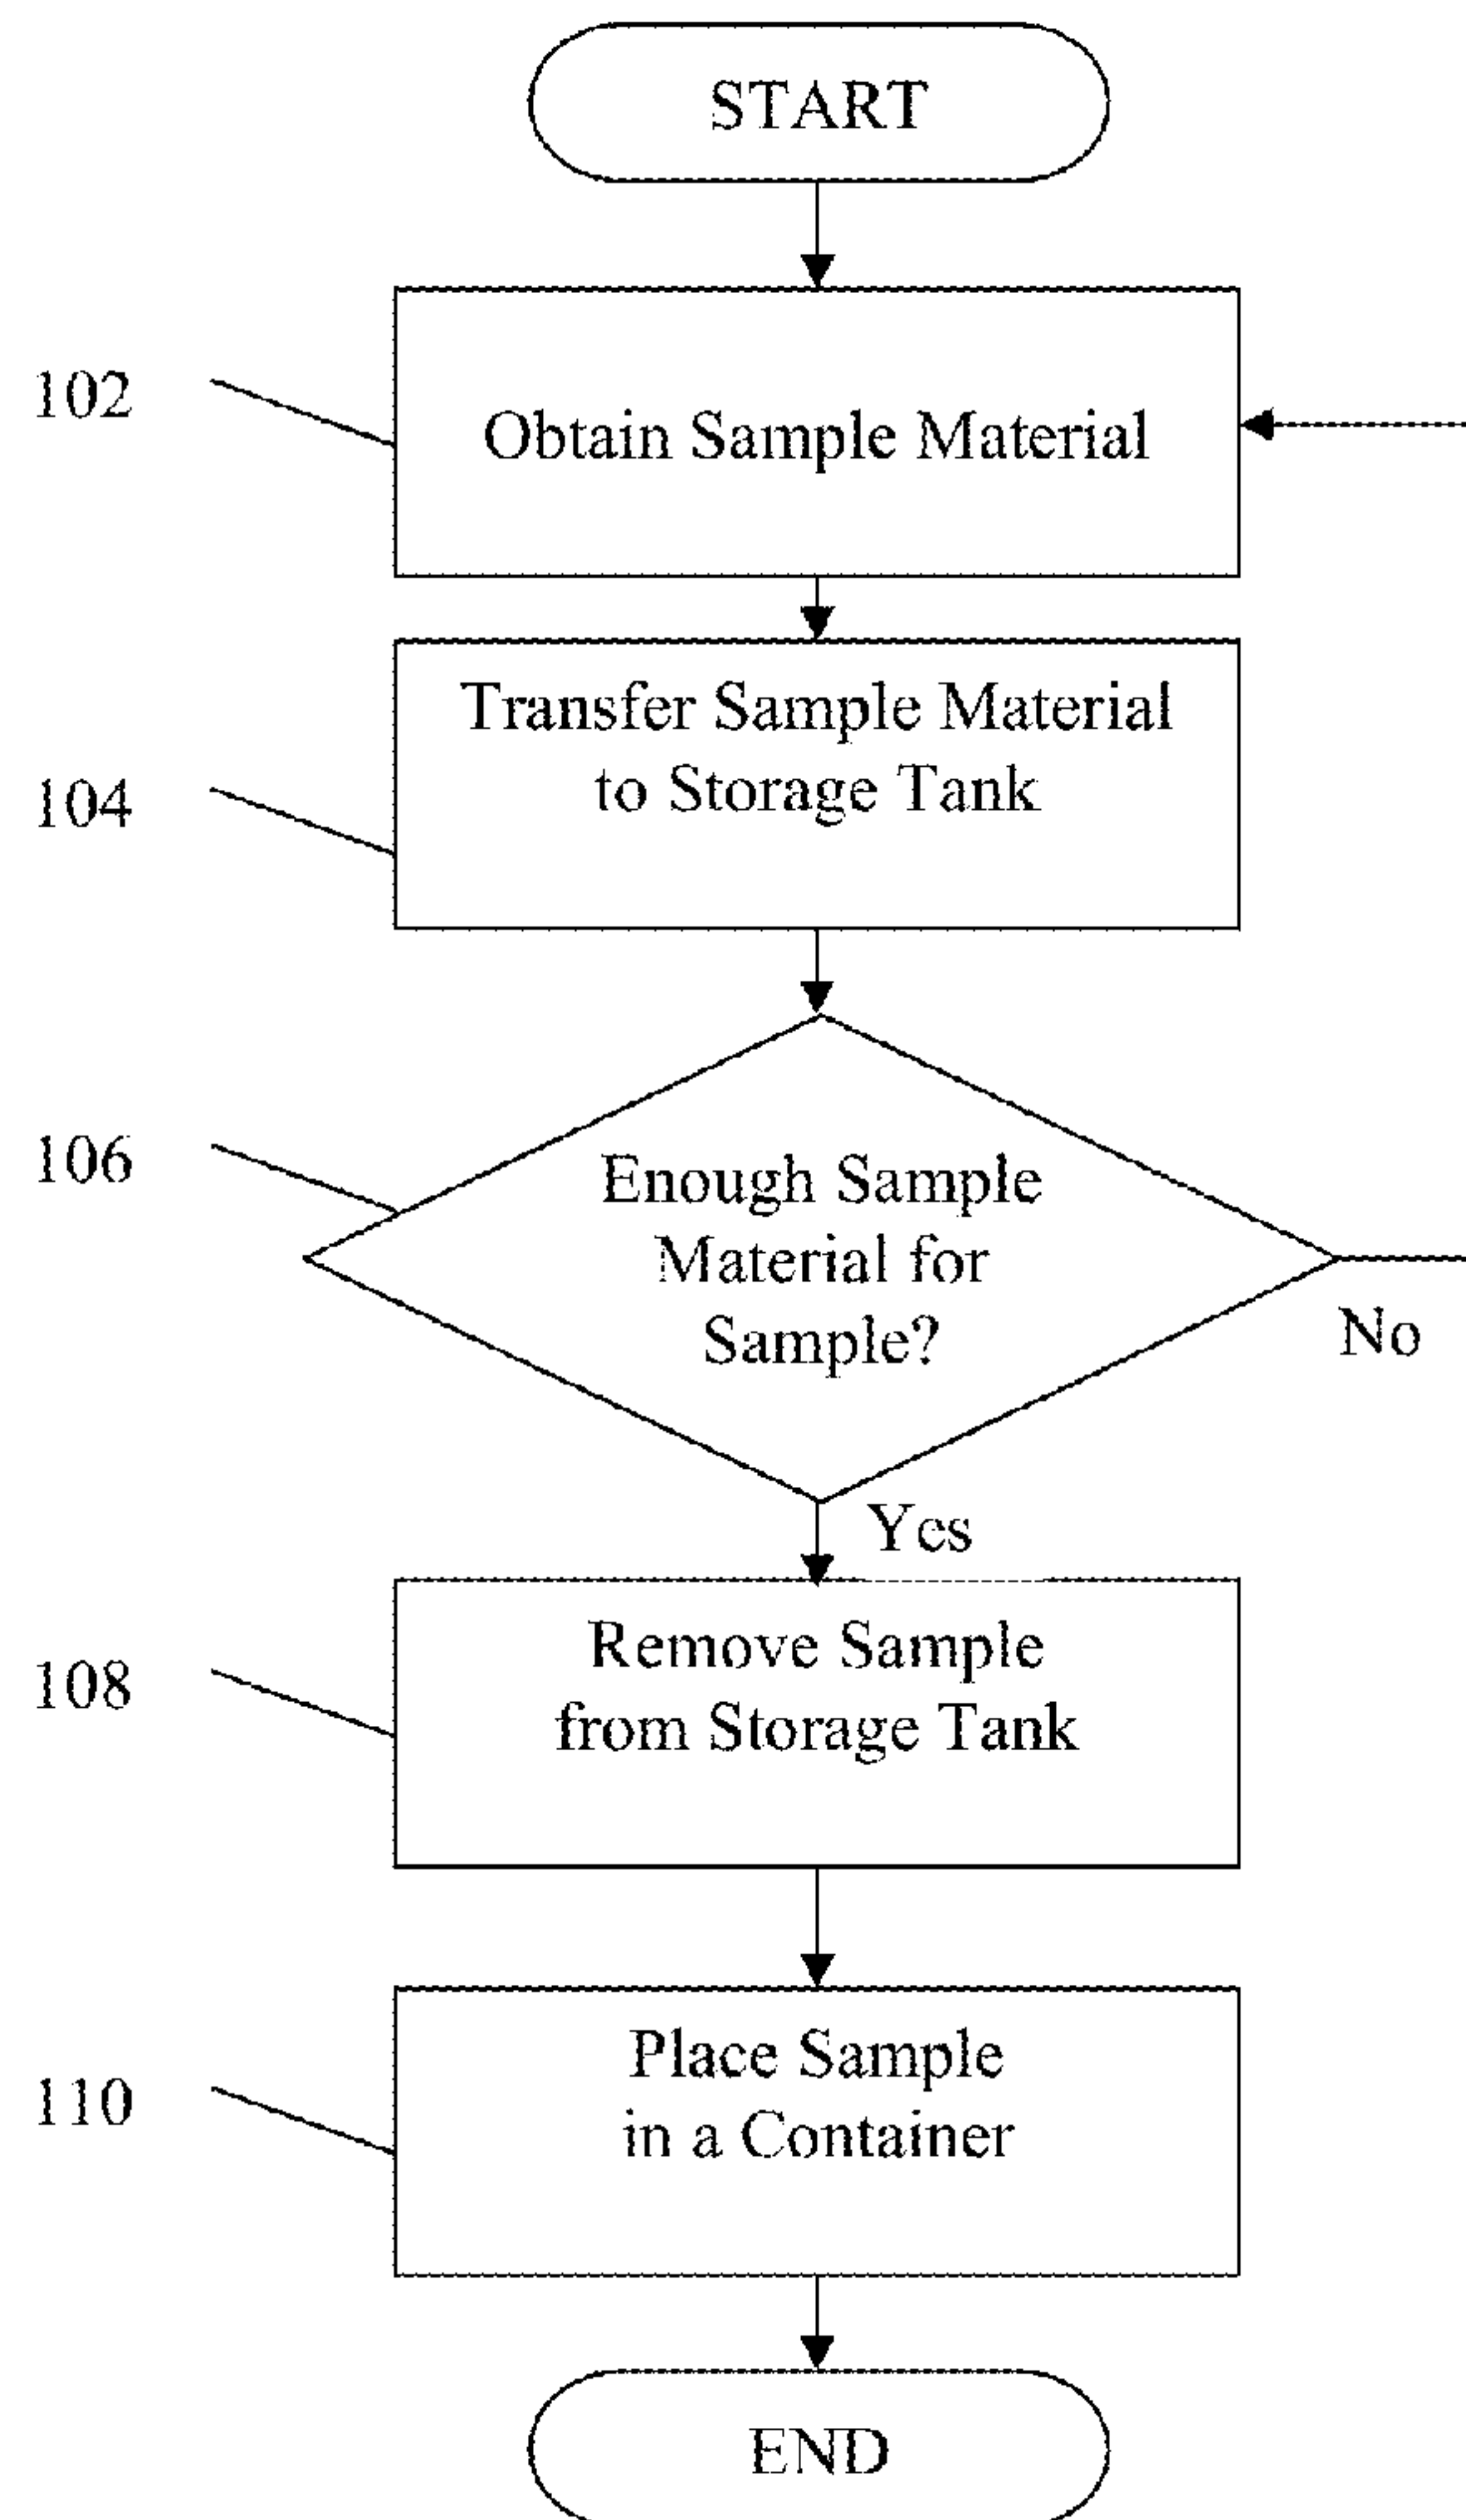 START
102
Obtain Sample Material
104
Transfer Sample Material
to Storage Tank
106
Enough Sample
Material for
Sample?
No
Yes
108
Remove Sample
from Storage Tank
110
Place Sample
in a Container
END